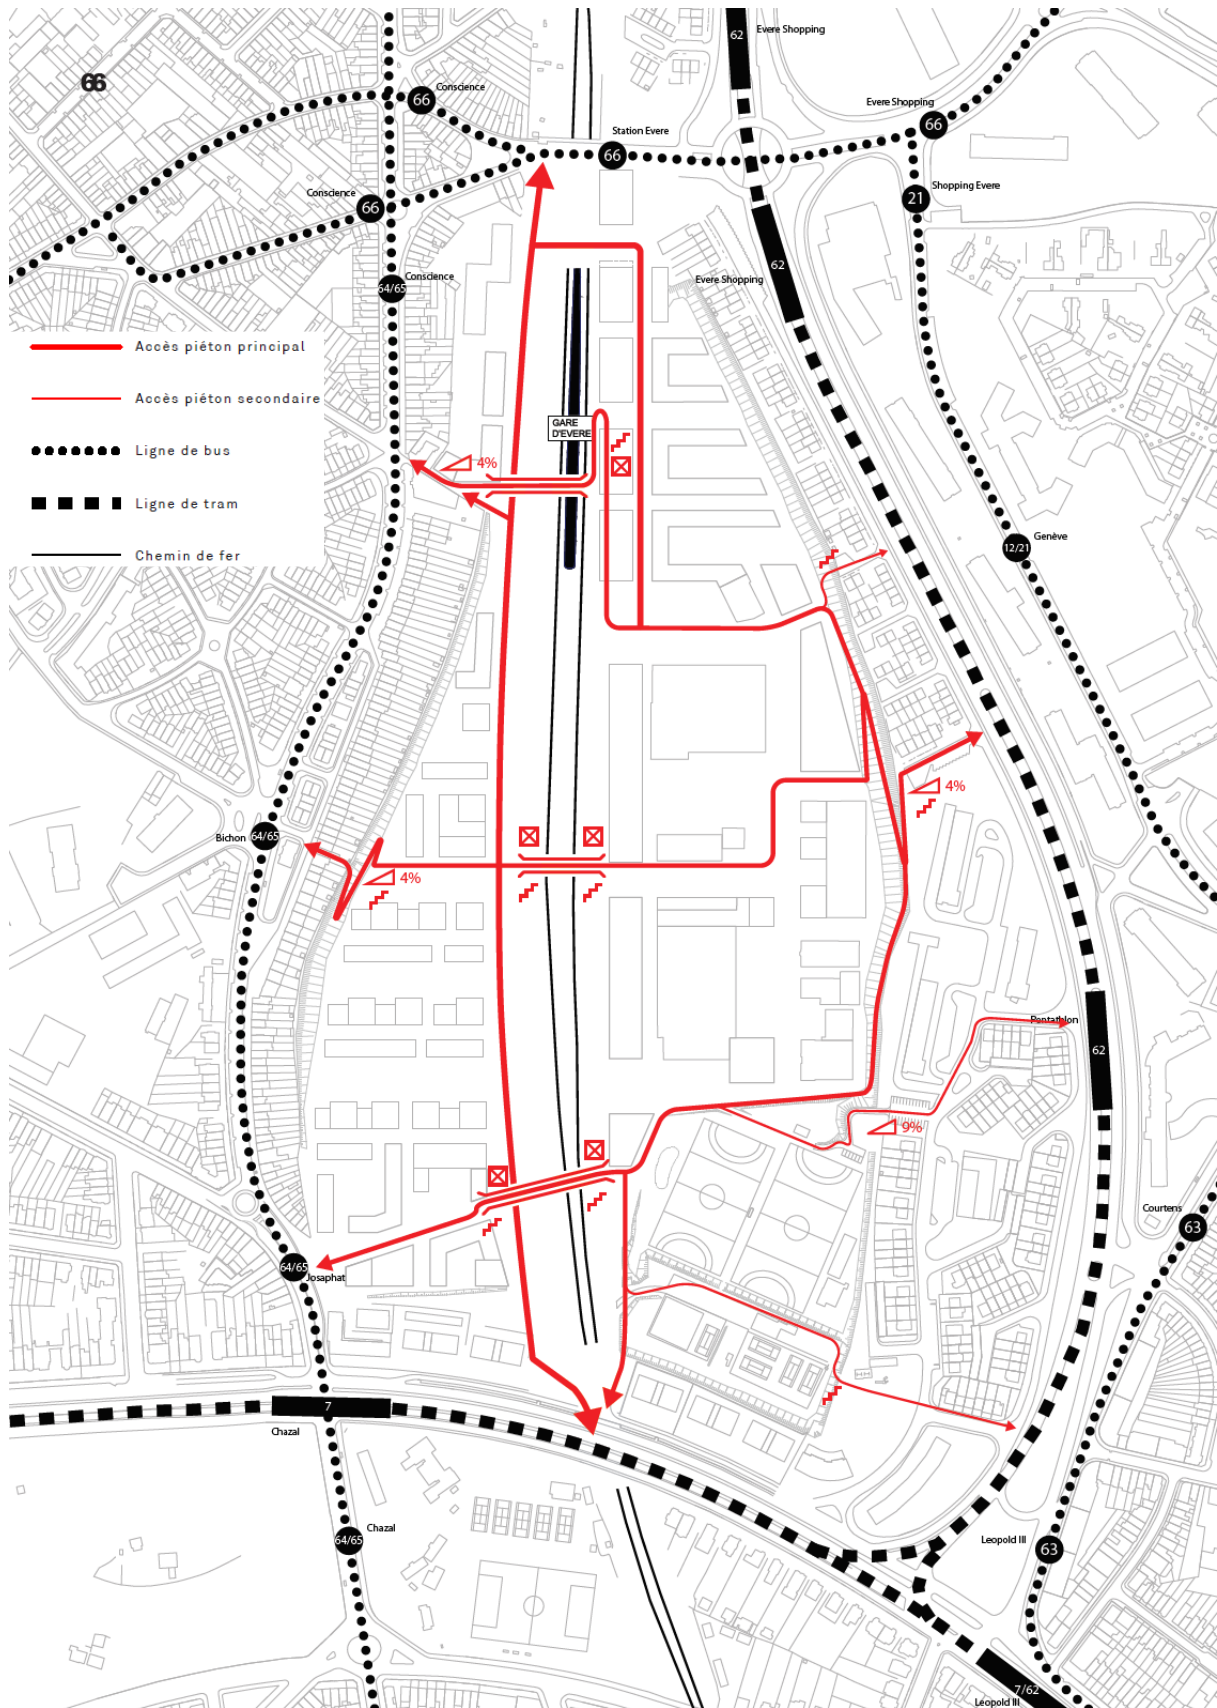 62
Evere Shopping
66
Conscience
66
Evere Shopping
66
Station Evere
66
Conscience
66
Shopping Evere
21
Conscience
64/65
Evere Shopping
62
Accès piéton principal
Accès piéton secondaire
Ligne de bus
Ligne de tram
Chemin de fer
GARE
D'EVERE
4%
Genève
12/21
4%
Bichon
64/65
4%
Pentathlon
62
9%
Courtens
63
64/65
Josaphat
7
Chazal
Chazal
64/65
Leopold III
63
7/62
Leopold III